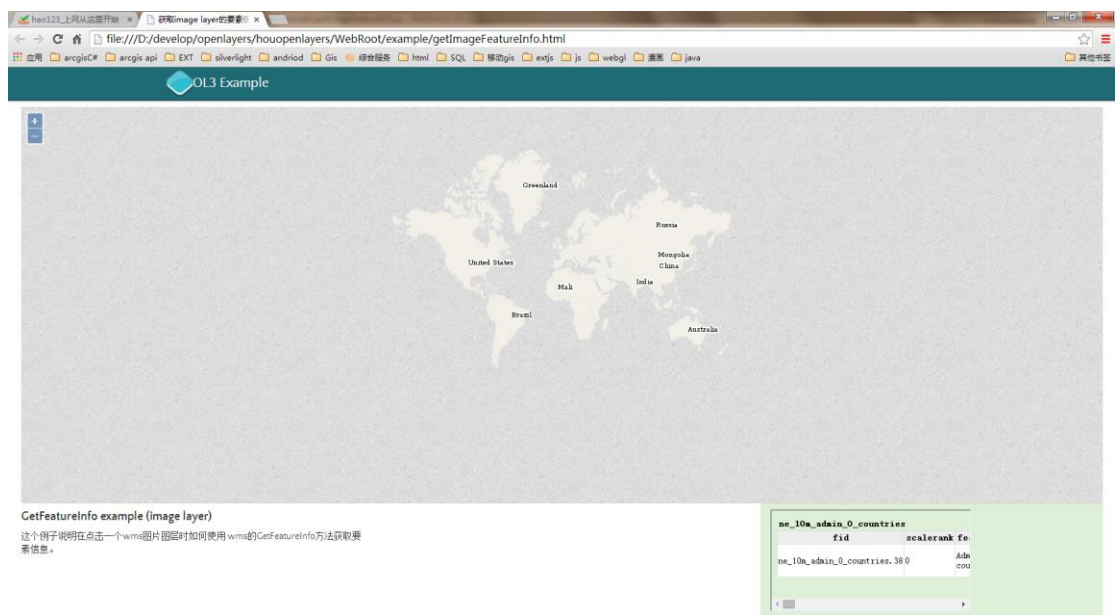 hao123_上网从这里开始
获取image layer的要素信
file:///D:/develop/openlayers/houopenlayers/WebRoot/example/getImageFeatureInfo.html
应用 arcgisC# arcgis api EXT silverlight andriod Gis 综合服务 html SQL 移动gis extjs js webgl 漫画 java 其他书签
OL3 Example
+
−
Greenland
Russia
Mongolia
United States
China
India
Mali
Brazil
Australia
GetFeatureInfo example (image layer)
这个例子说明在点击一个wms图片图层时如何使用 wms的GetFeatureInfo方法获取要
素信息。
ne_10m_admin_0_countries
fid scalerank fe
ne_10m_admin_0_countries.38 0 Adm
cou